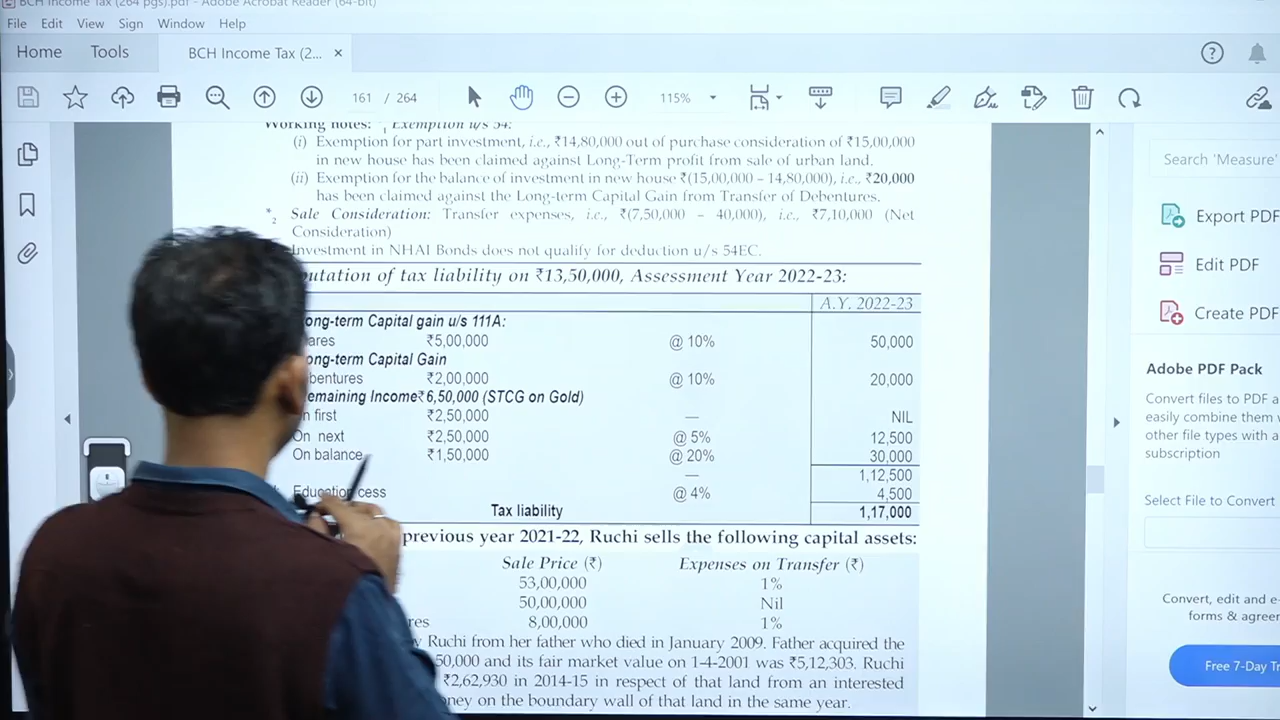 BCH Income Tax (264 pgs).pdf - Adobe Acrobat Reader (64-bit)
File Edit View Sign Window Help
Home Tools BCH Income Tax (2... ×
161 / 264 115%
Search 'Measure'
Export PDF
Edit PDF
Create PDF
Adobe PDF Pack
Convert files to PDF a
easily combine them w
other file types with a
subscription
Select File to Convert
Convert, edit and e-
forms & agreer
Free 7-Day Tr
Working notes: *1 Exemption u/s 54:
(i) Exemption for part investment, i.e., ₹14,80,000 out of purchase consideration of ₹15,00,000
in new house has been claimed against Long-Term profit from sale of urban land.
(ii) Exemption for the balance of investment in new house ₹(15,00,000 – 14,80,000), i.e., ₹20,000
has been claimed against the Long-term Capital Gain from Transfer of Debentures.
*2 Sale Consideration: Transfer expenses, i.e., ₹(7,50,000 – 40,000), i.e., ₹7,10,000 (Net
Consideration)
Investment in NHAI Bonds does not qualify for deduction u/s 54EC.
putation of tax liability on ₹13,50,000, Assessment Year 2022-23:
A.Y. 2022-23
ong-term Capital gain u/s 111A:
ares ₹5,00,000 @ 10% 50,000
ong-term Capital Gain
bentures ₹2,00,000 @ 10% 20,000
emaining Income₹6,50,000 (STCG on Gold)
n first ₹2,50,000 — NIL
On next ₹2,50,000 @ 5% 12,500
On balance ₹1,50,000 @ 20% 30,000
— 1,12,500
Education cess @ 4% 4,500
Tax liability 1,17,000
previous year 2021-22, Ruchi sells the following capital assets:
Sale Price (₹) Expenses on Transfer (₹)
53,00,000 1%
50,00,000 Nil
res 8,00,000 1%
y Ruchi from her father who died in January 2009. Father acquired the
50,000 and its fair market value on 1-4-2001 was ₹5,12,303. Ruchi
₹2,62,930 in 2014-15 in respect of that land from an interested
oney on the boundary wall of that land in the same year.